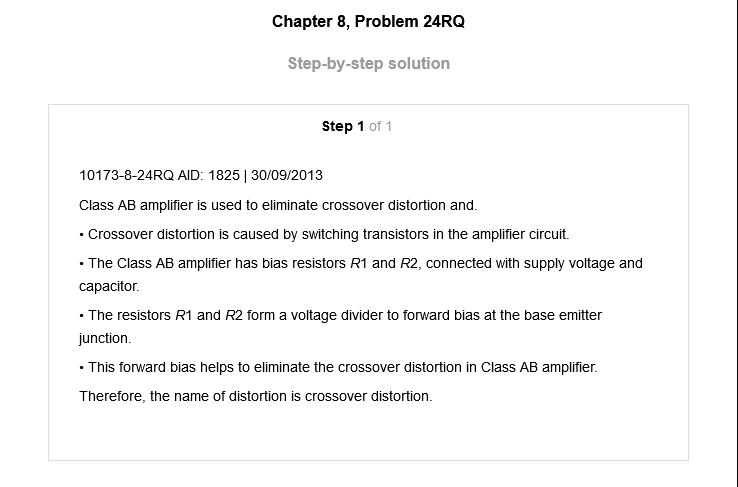 Chapter 8, Problem 24RQ
Step-by-step solution
Step 1 of 1
10173-8-24RQ AID: 1825 | 30/09/2013
Class AB amplifier is used to eliminate crossover distortion and.
• Crossover distortion is caused by switching transistors in the amplifier circuit.
• The Class AB amplifier has bias resistors R1 and R2, connected with supply voltage and
capacitor.
• The resistors R1 and R2 form a voltage divider to forward bias at the base emitter
junction.
• This forward bias helps to eliminate the crossover distortion in Class AB amplifier.
Therefore, the name of distortion is crossover distortion.